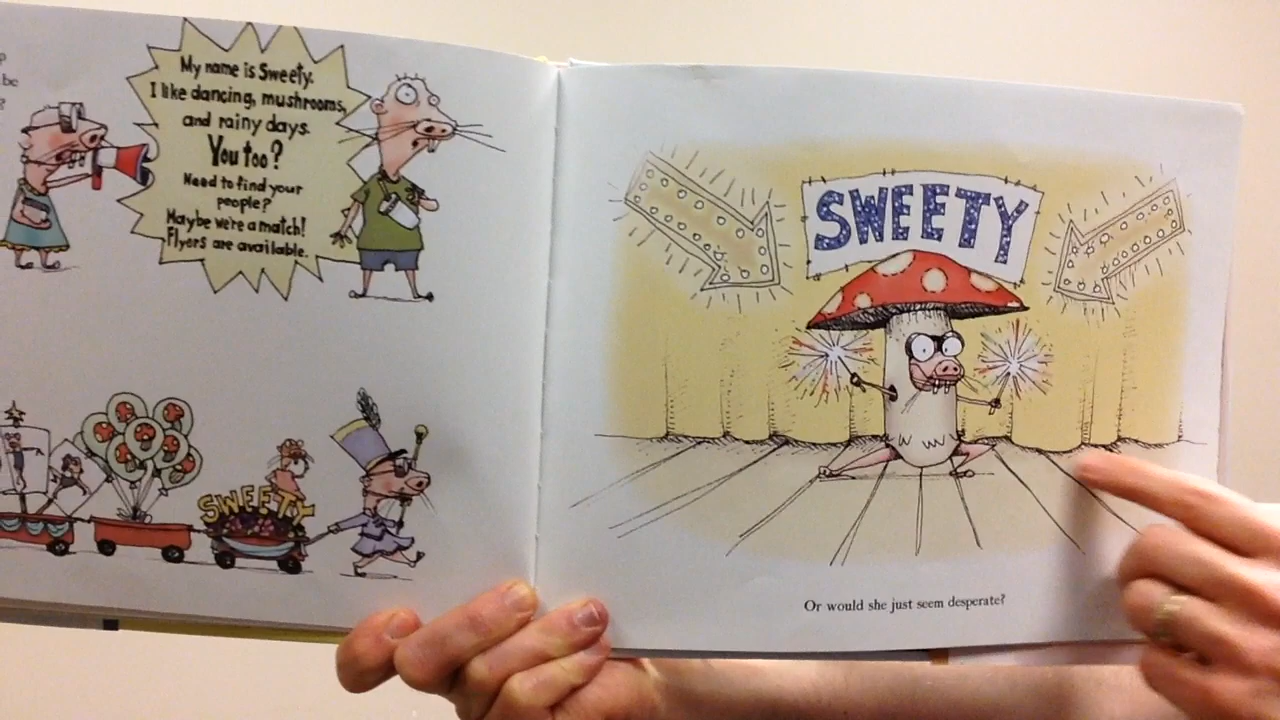 be
?
My name is Sweety.
I like dancing, mushrooms,
and rainy days.
You too?
Need to find your
people?
Maybe we're a match!
Flyers are available.
SWEETY
SWEETY
Or would she just seem desperate?